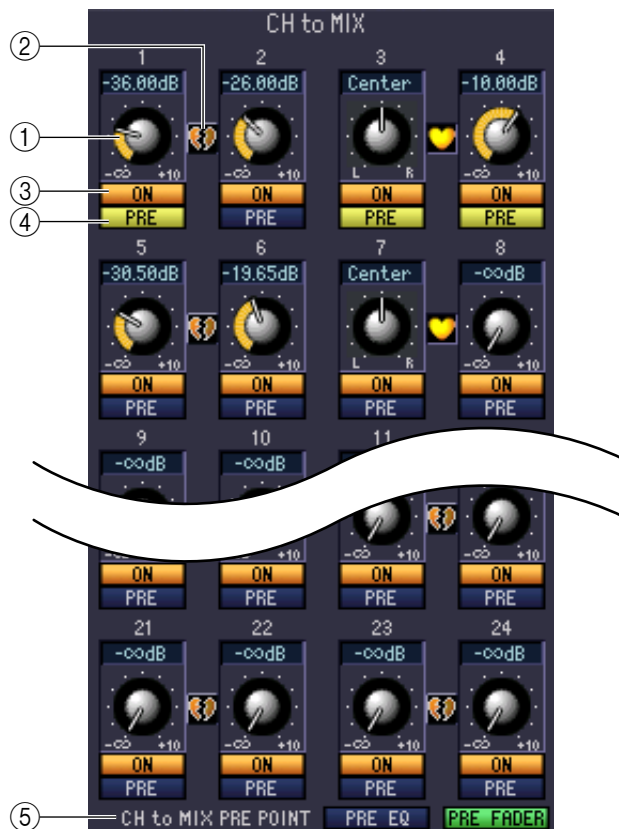 CH to MIX
②
1 2 3 4
-36.00dB -26.00dB Center -10.00dB
①
-∞ +10 -∞ +10 L R -∞ +10
③ ON ON ON ON
④ PRE PRE PRE PRE
5 6 7 8
-30.50dB -19.65dB Center -∞dB
-∞ +10 -∞ +10 L R -∞ +10
ON ON ON ON
PRE PRE PRE PRE
9 10 11
-∞dB -∞dB
-∞ +10 -∞ +10
ON ON ON ON
PRE PRE PRE PRE
21 22 23 24
-∞dB -∞dB -∞dB -∞dB
-∞ +10 -∞ +10 -∞ +10 -∞ +10
ON ON ON ON
PRE PRE PRE PRE
⑤ CH to MIX PRE POINT PRE EQ PRE FADER